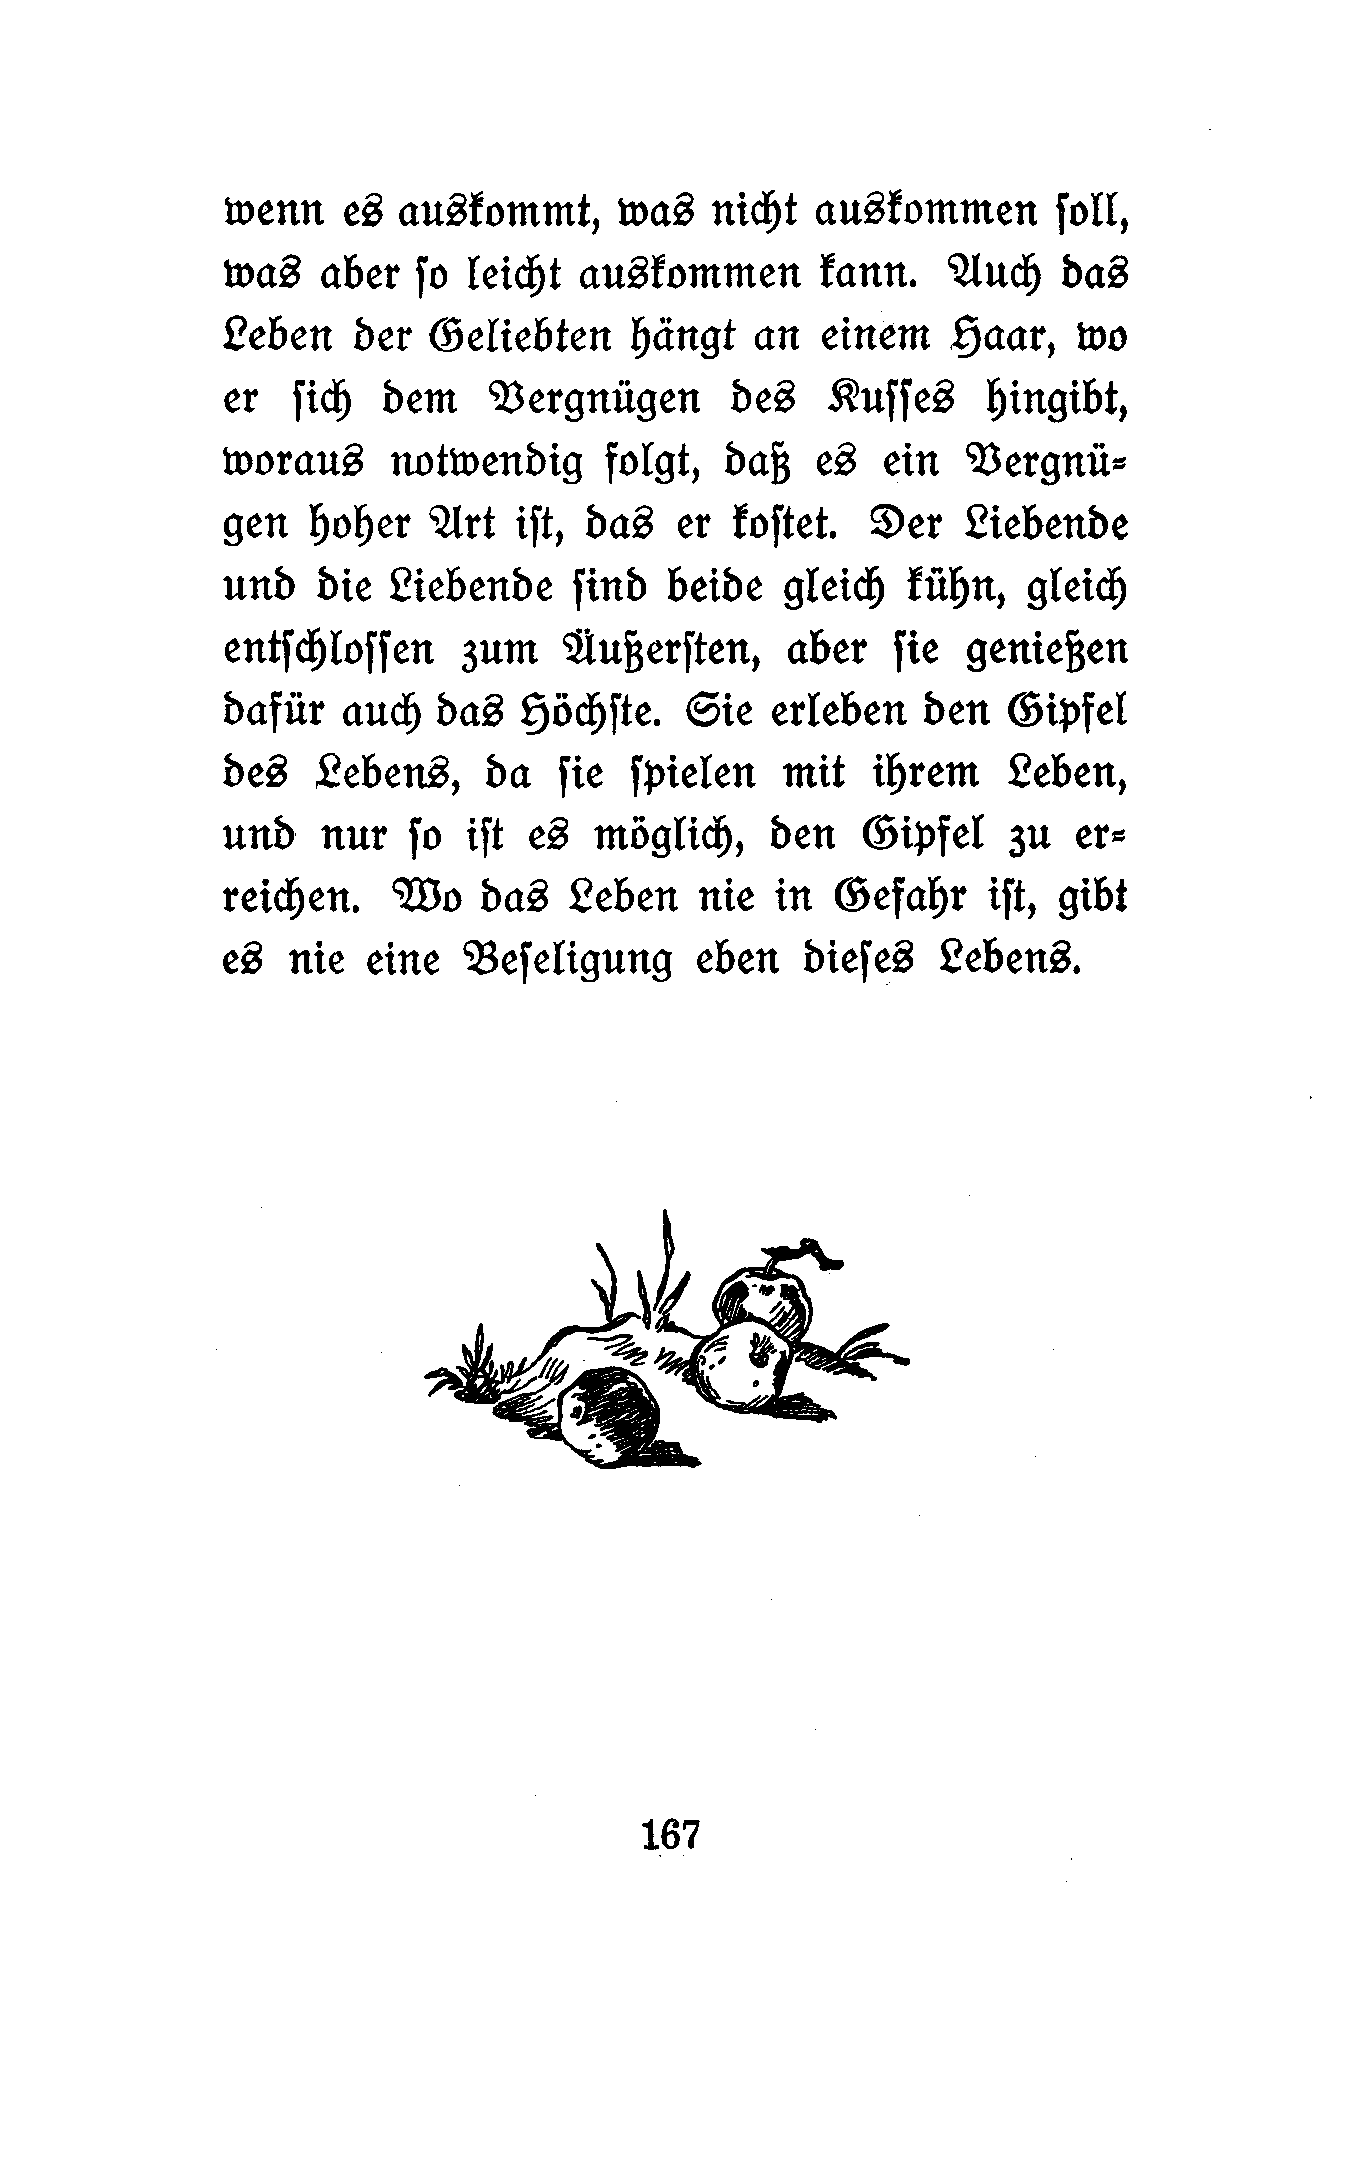 wenn es auskommt, was nicht auskommen soll,
was aber so leicht auskommen kann. Auch das
Leben der Geliebten hängt an einem Haar, wo
er sich dem Vergnügen des Kusses hingibt,
woraus notwendig folgt, daß es ein Vergnü-
gen hoher Art ist, das er kostet. Der Liebende
und die Liebende sind beide gleich kühn, gleich
entschlossen zum Äußersten, aber sie genießen
dafür auch das Höchste. Sie erleben den Gipfel
des Lebens, da sie spielen mit ihrem Leben,
und nur so ist es möglich, den Gipfel zu er-
reichen. Wo das Leben nie in Gefahr ist, gibt
es nie eine Beseligung eben dieses Lebens.
167